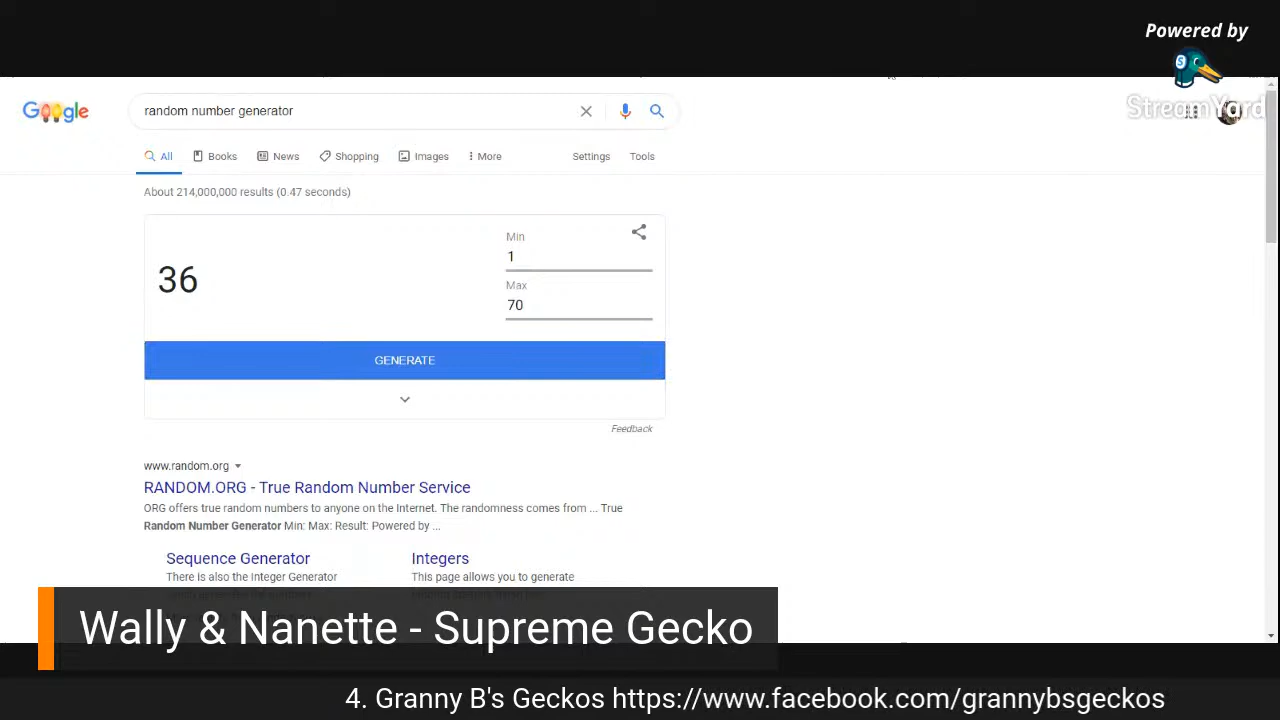 Powered by
StreamYard
Google
random number generator
All Books News Shopping Images More Settings Tools
About 214,000,000 results (0.47 seconds)
Min
1
36
Max
70
GENERATE
Feedback
www.random.org
RANDOM.ORG - True Random Number Service
ORG offers true random numbers to anyone on the Internet. The randomness comes from ... True
Random Number Generator Min: Max: Result: Powered by ...
Sequence Generator Integers
There is also the Integer Generator This page allows you to generate
Wally & Nanette - Supreme Gecko
4. Granny B's Geckos https://www.facebook.com/grannybsgeckos